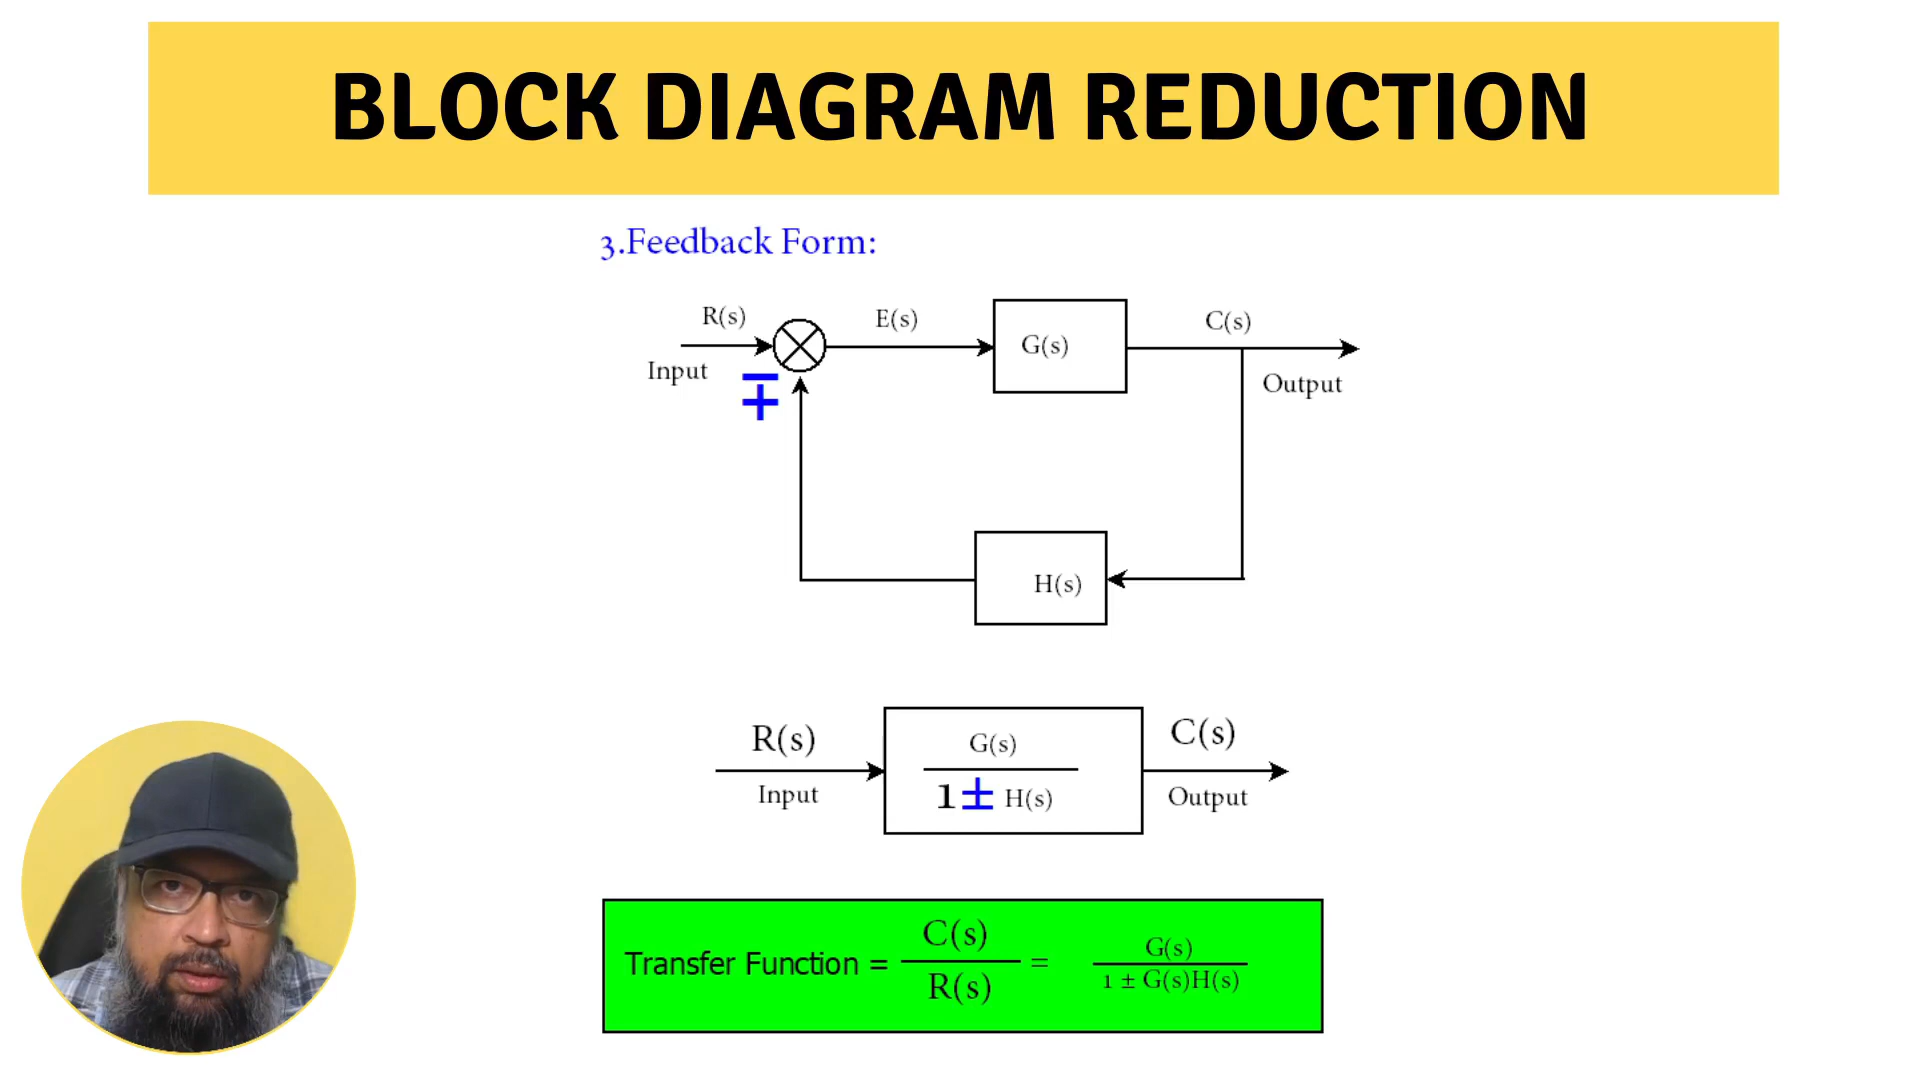 BLOCK DIAGRAM REDUCTION
3.Feedback Form:
R(s)
E(s)
G(s)
C(s)
Input
∓
Output
H(s)
R(s)
G(s)
1 ± H(s)
C(s)
Input
Output
Transfer Function = C(s) / R(s) = G(s) / 1 ± G(s)H(s)